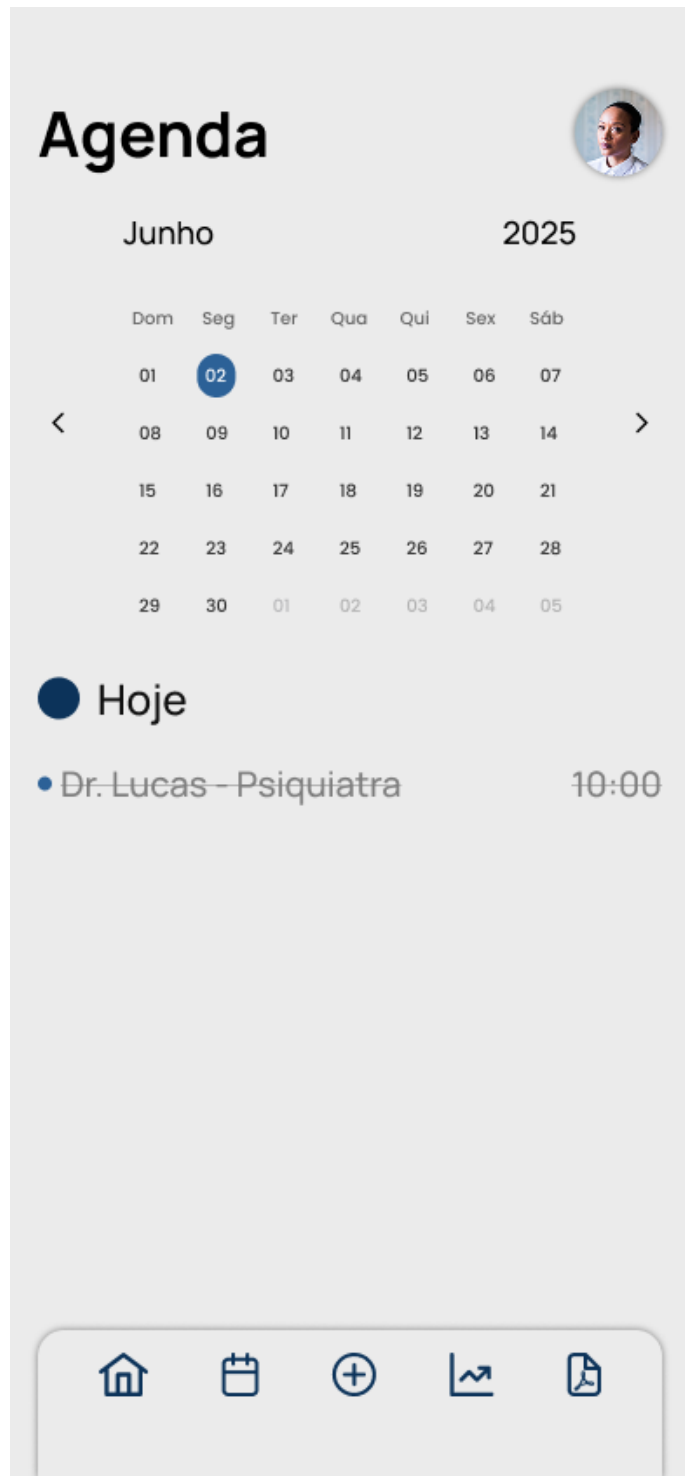 Agenda
Junho 2025
Dom Seg Ter Qua Qui Sex Sáb
01 02 03 04 05 06 07
08 09 10 11 12 13 14
15 16 17 18 19 20 21
22 23 24 25 26 27 28
29 30 01 02 03 04 05
Hoje
Dr. Lucas - Psiquiatra 10:00